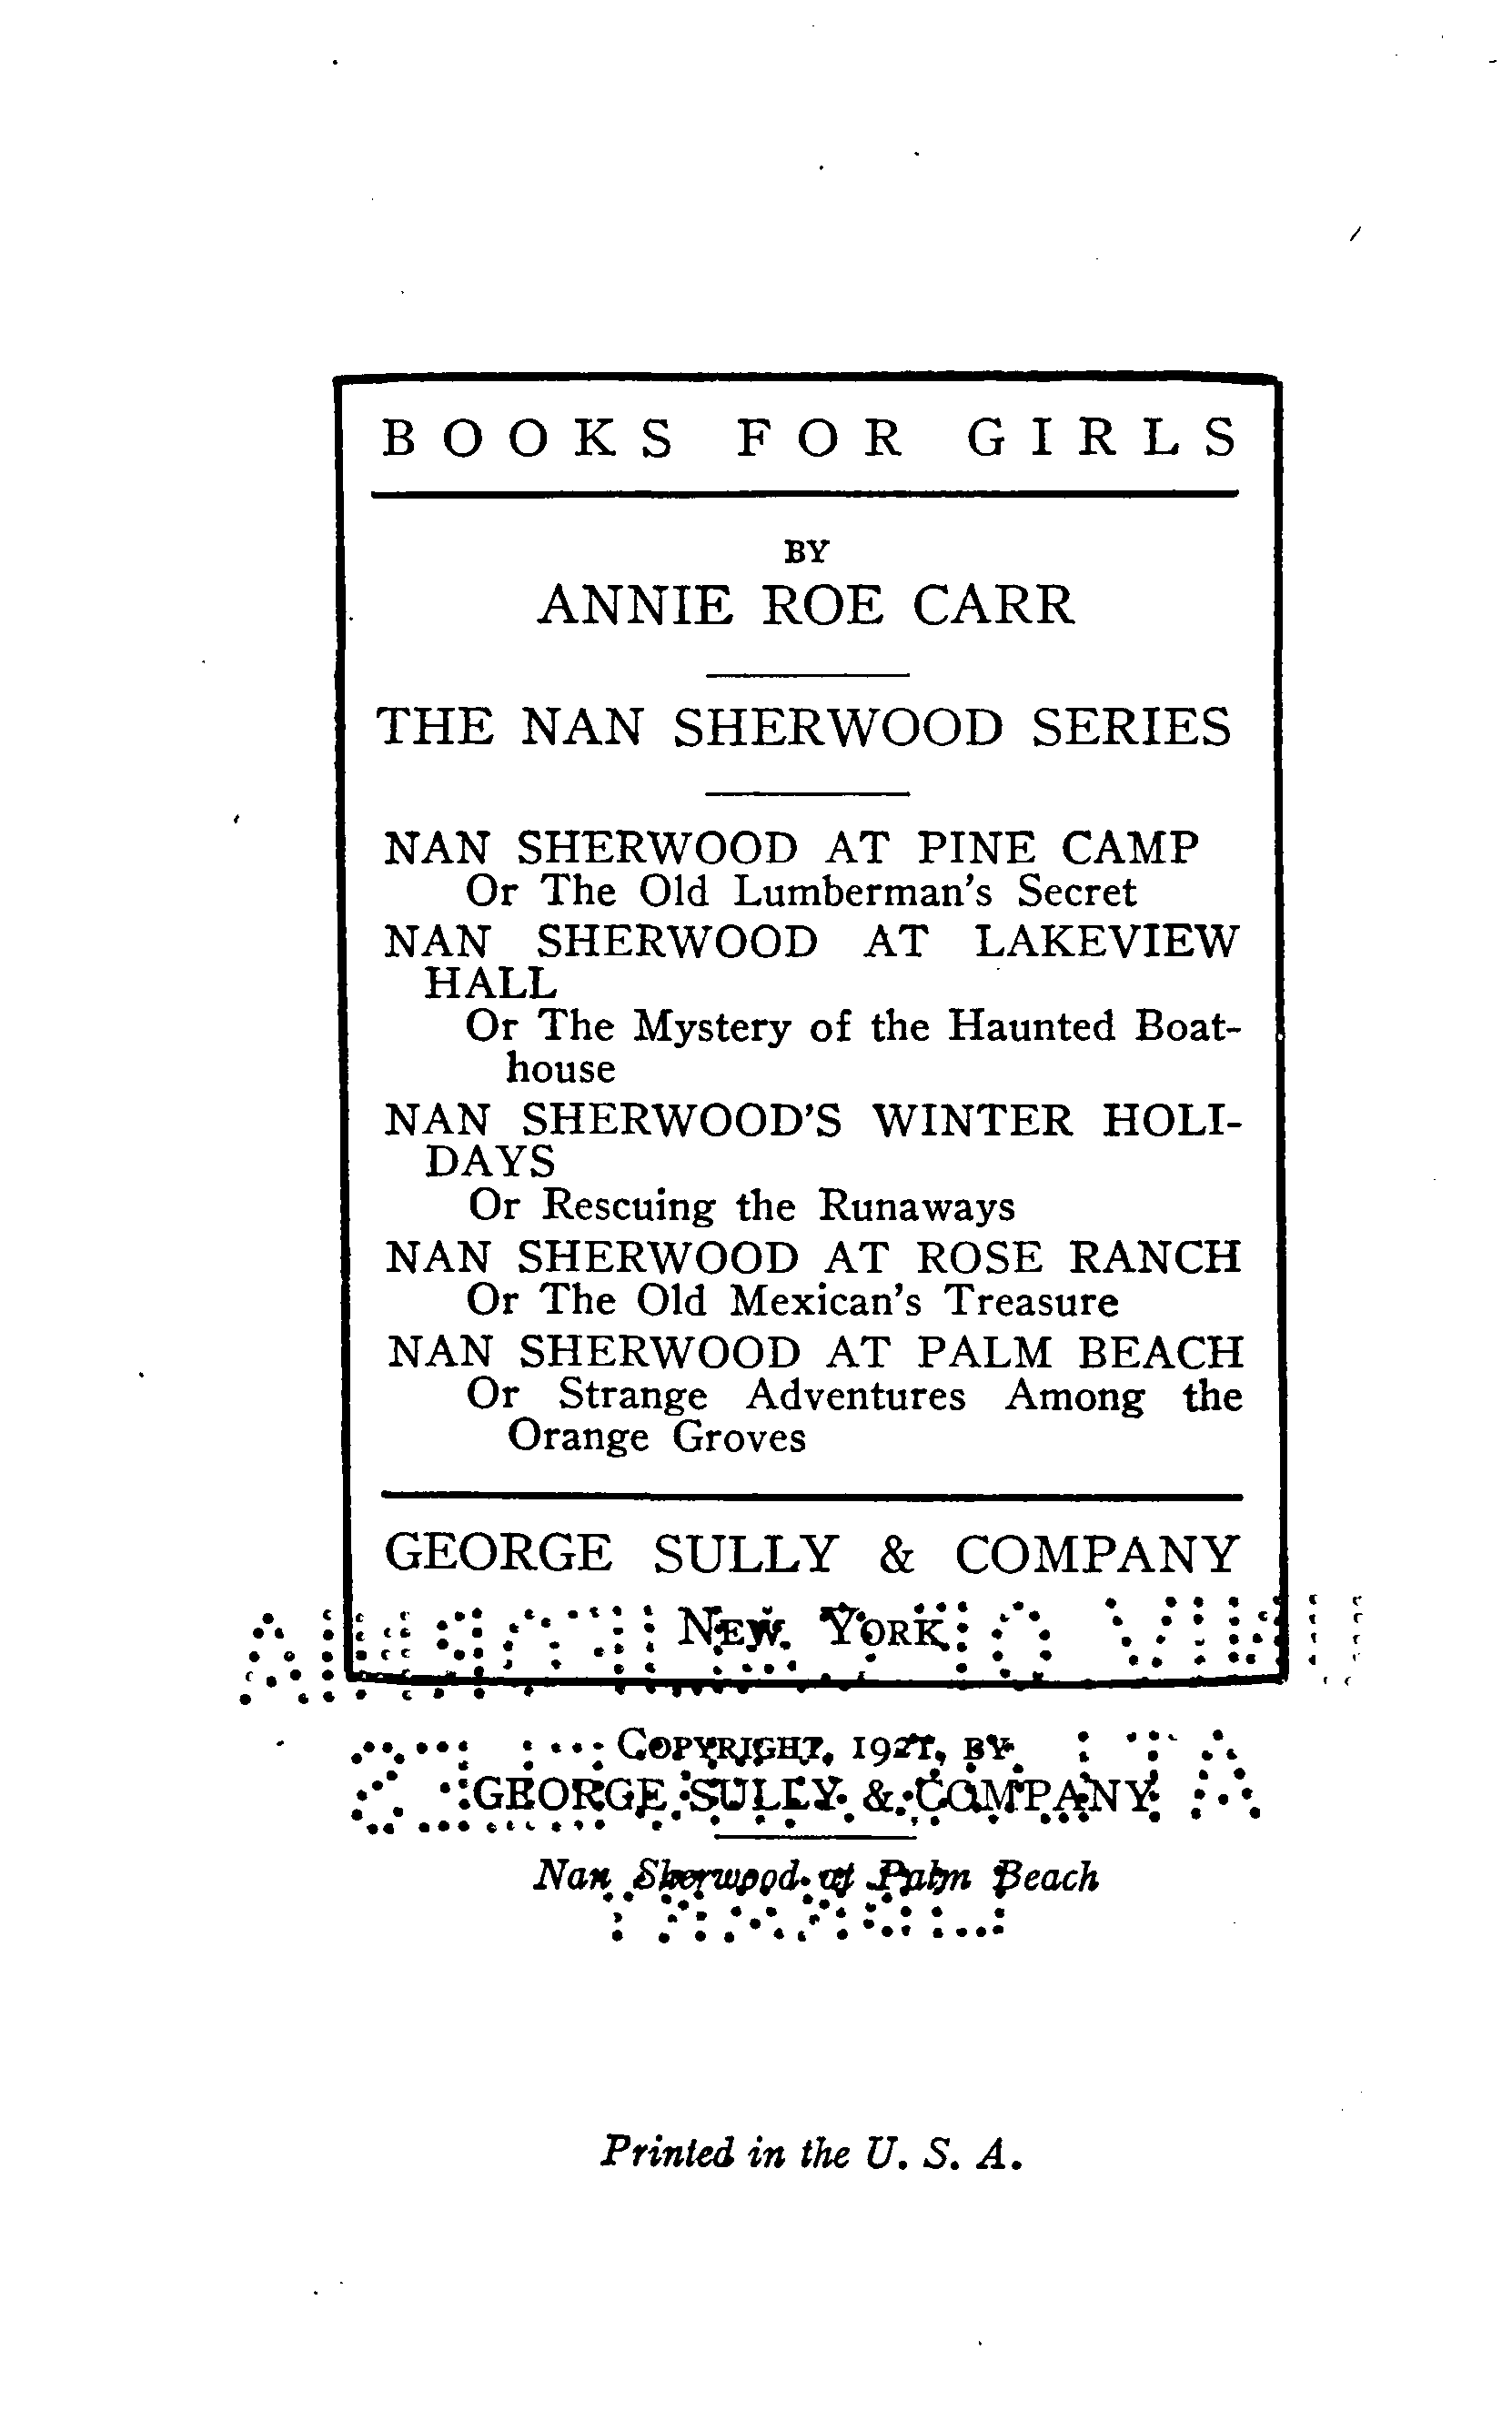 BOOKS FOR GIRLS
BY
ANNIE ROE CARR
THE NAN SHERWOOD SERIES
NAN SHERWOOD AT PINE CAMP
Or The Old Lumberman's Secret
NAN SHERWOOD AT LAKEVIEW
HALL
Or The Mystery of the Haunted Boat-
house
NAN SHERWOOD'S WINTER HOLI-
DAYS
Or Rescuing the Runaways
NAN SHERWOOD AT ROSE RANCH
Or The Old Mexican's Treasure
NAN SHERWOOD AT PALM BEACH
Or Strange Adventures Among the
Orange Groves
GEORGE SULLY & COMPANY
NEW YORK
COPYRIGHT, 1921, BY
GEORGE SULLY & COMPANY
Nan Sherwood at Palm Beach
Printed in the U. S. A.